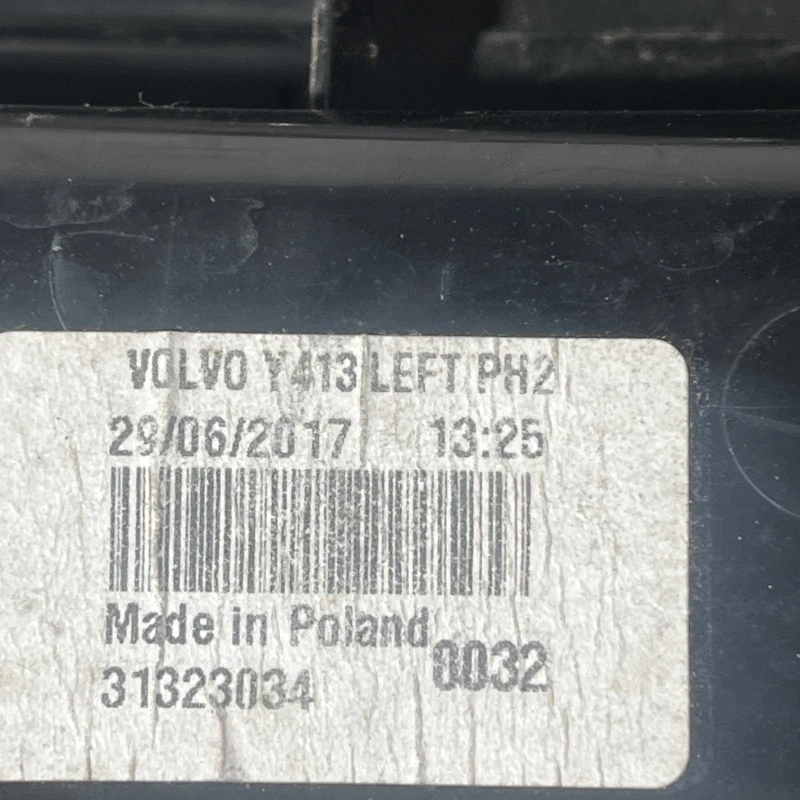 VOLVO Y413 LEFT PH2
29/06/2017 13:25
Made in Poland
0032
31323034